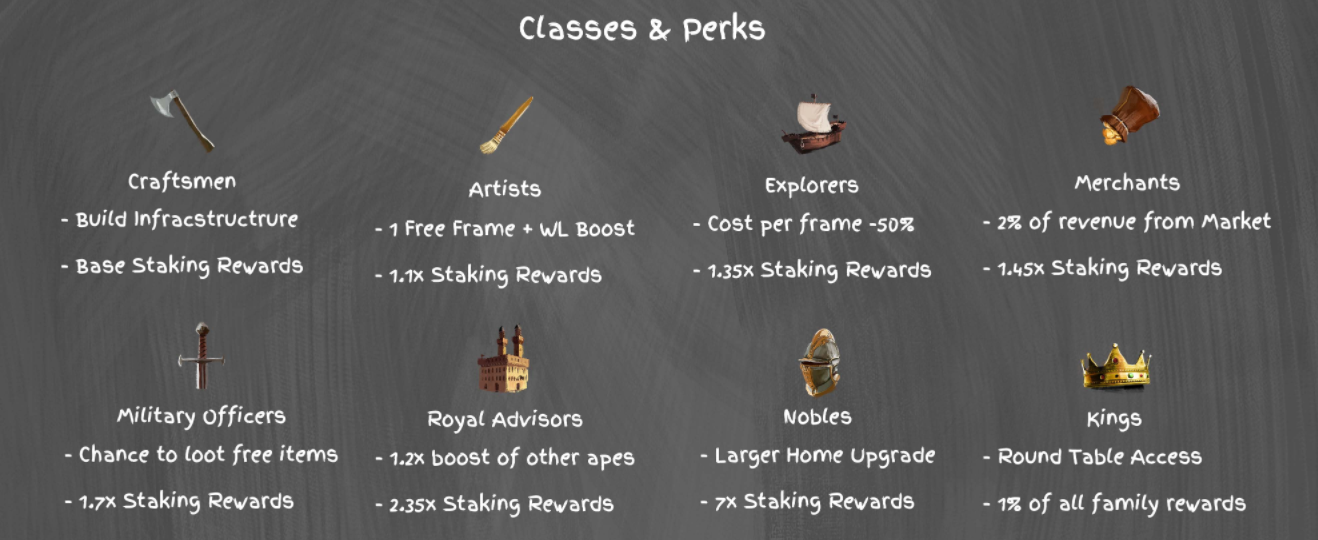 Classes & Perks
Craftsmen
- Build Infracstructrure
- Base Staking Rewards
Artists
- 1 Free Frame + WL Boost
- 1.1x Staking Rewards
Explorers
- Cost per frame -50%
- 1.35x Staking Rewards
Merchants
- 2% of revenue from Market
- 1.45x Staking Rewards
Military Officers
- Chance to loot free items
- 1.7x Staking Rewards
Royal Advisors
- 1.2x boost of other apes
- 2.35x Staking Rewards
Nobles
- Larger Home Upgrade
- 7x Staking Rewards
Kings
- Round Table Access
- 1% of all family rewards